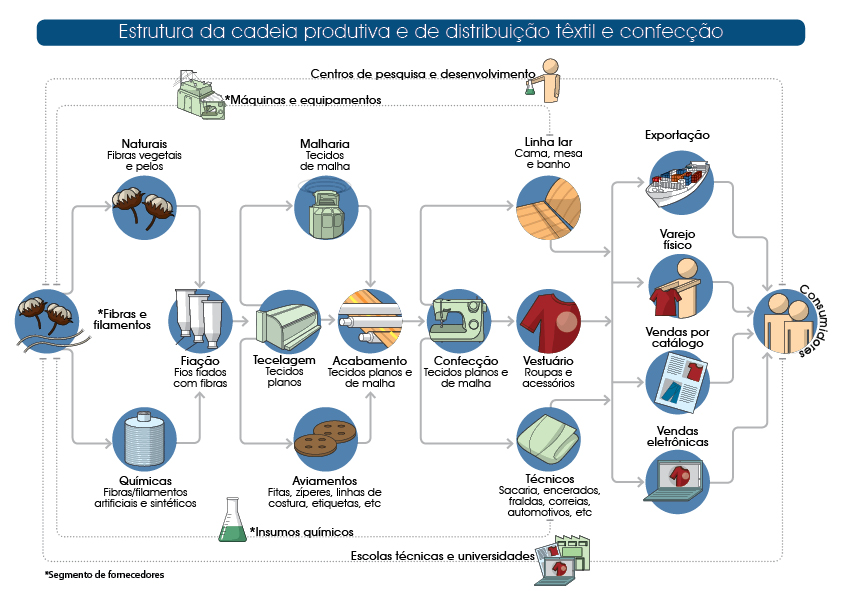 Estrutura da cadeia produtiva e de distribuição têxtil e confecção
Centros de pesquisa e desenvolvimento
*Máquinas e equipamentos
Naturais
Fibras vegetais
e pelos
Malharia
Tecidos
de malha
Linha lar
Cama, mesa
e banho
Exportação
Varejo
físico
*Fibras e
filamentos
Fiação
Fios fiados
com fibras
Tecelagem
Tecidos
planos
Acabamento
Tecidos planos e
de malha
Confecção
Tecidos planos e
de malha
Vestuário
Roupas e
acessórios
Vendas por
catálogo
Consumidores
Vendas
eletrônicas
Químicas
Fibras/filamentos
artificiais e sintéticos
Aviamentos
Fitas, zíperes, linhas de
costura, etiquetas, etc
Técnicos
Sacaria, encerados,
fraldas, correias,
automotivos, etc
*Insumos químicos
Escolas técnicas e universidades
*Segmento de fornecedores